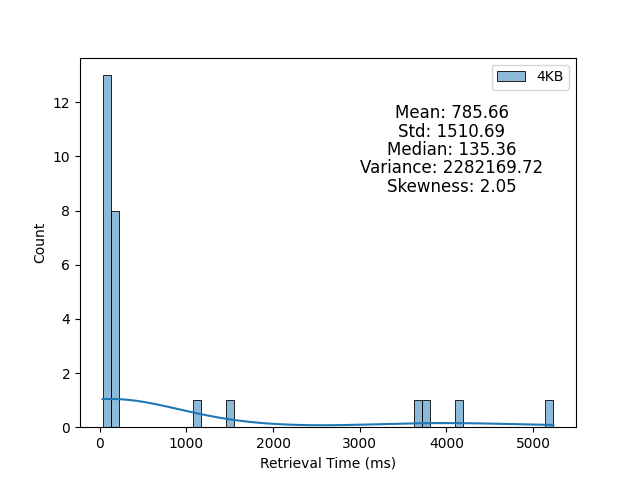 4KB
Mean: 785.66
Std: 1510.69
Median: 135.36
Variance: 2282169.72
Skewness: 2.05
Count
12
10
8
6
4
2
0
0 1000 2000 3000 4000 5000
Retrieval Time (ms)